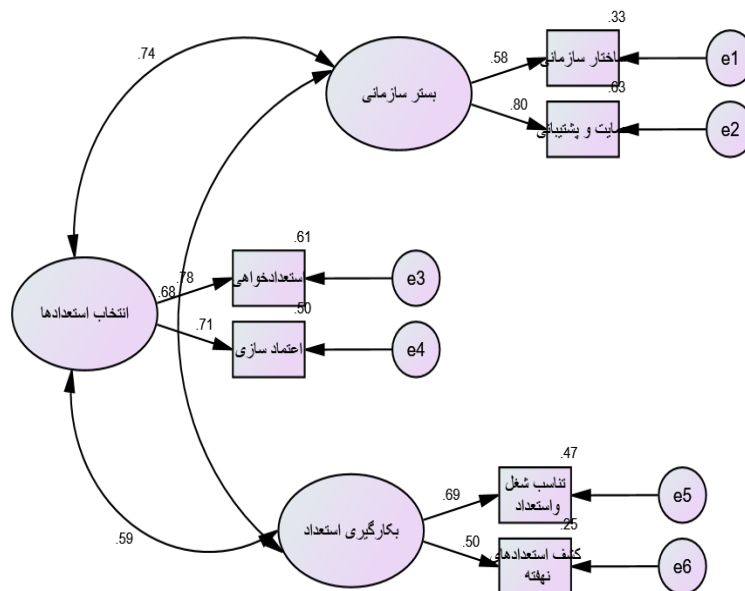 .33
.74
.58
ساختار سازمانی
e1
بستر سازمانی
.63
.80
حمایت و پشتیبانی
e2
.61
.78
.68
استعدادخواهی
e3
انتخاب استعدادها
.50
.71
اعتماد سازی
e4
.47
.69
تناسب شغل
واستعداد
e5
بکارگیری استعداد
.59
.25
.50
کشف استعدادهای
نهفته
e6